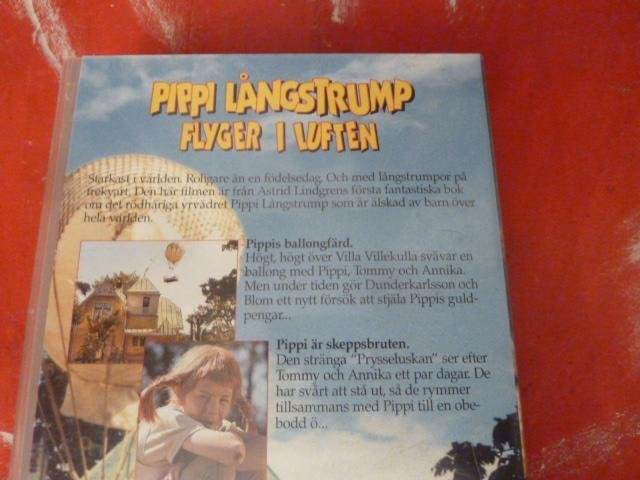 PIPPI LÅNGSTRUMP
FLYGER I LUFTEN
Starkast i världen. Roligare än en födelsedag. Och med långstrumpor på
trekvart. Den här filmen är från Astrid Lindgrens första fantastiska bok
om det rödhåriga yrvädret Pippi Långstrump som är älskad av barn över
hela världen.
Pippis ballongfärd.
Högt, högt över Villa Villekulla svävar en
ballong med Pippi, Tommy och Annika.
Men under tiden gör Dunderkarlsson och
Blom ett nytt försök att stjäla Pippis guld-
pengar...
Pippi är skeppsbruten.
Den stränga "Prysseluskan" ser efter
Tommy och Annika ett par dagar. De
har svårt att stå ut, så de rymmer
tillsammans med Pippi till en obe-
bodd ö...